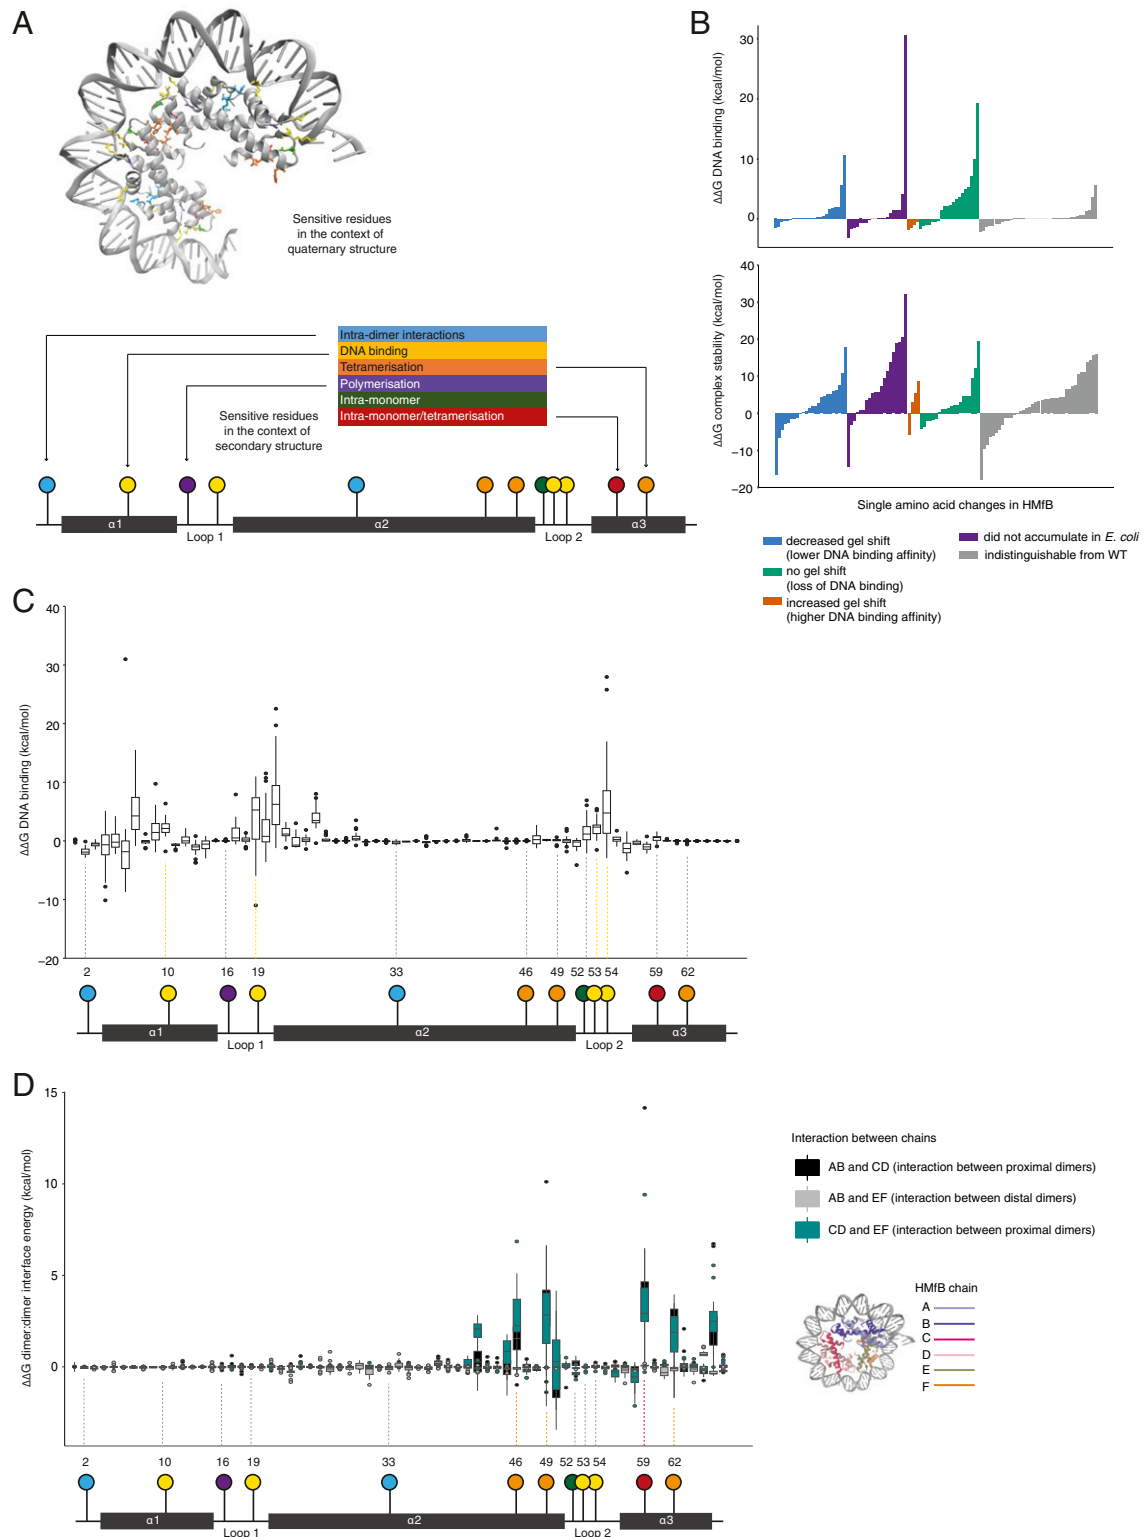 A
Sensitive residues
in the context of
quaternary structure
Intra-dimer interactions
DNA binding
Tetramerisation
Polymerisation
Intra-monomer
Intra-monomer/tetramerisation
Sensitive residues
in the context of
secondary structure
α1
Loop 1
α2
Loop 2
α3
B
ΔΔG DNA binding (kcal/mol)
30
20
10
0
ΔΔG complex stability (kcal/mol)
40
30
20
10
0
−10
−20
Single amino acid changes in HMfB
decreased gel shift
(lower DNA binding affinity)
no gel shift
(loss of DNA binding)
increased gel shift
(higher DNA binding affinity)
did not accumulate in E. coli
indistinguishable from WT
C
ΔΔG DNA binding (kcal/mol)
40
30
20
10
0
−10
−20
2 10 16 19 33 46 49 52 53 54 59 62
α1
Loop 1
α2
Loop 2
α3
D
ΔΔG dimer:dimer interface energy (kcal/mol)
15
10
5
0
2 10 16 19 33 46 49 52 53 54 59 62
α1
Loop 1
α2
Loop 2
α3
Interaction between chains
AB and CD (interaction between proximal dimers)
AB and EF (interaction between distal dimers)
CD and EF (interaction between proximal dimers)
HMfB chain
A
B
C
D
E
F